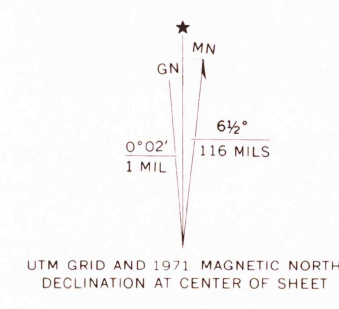 ★
MN
GN
0°02'
1 MIL
6½°
116 MILS
UTM GRID AND 1971 MAGNETIC NORTH
DECLINATION AT CENTER OF SHEET